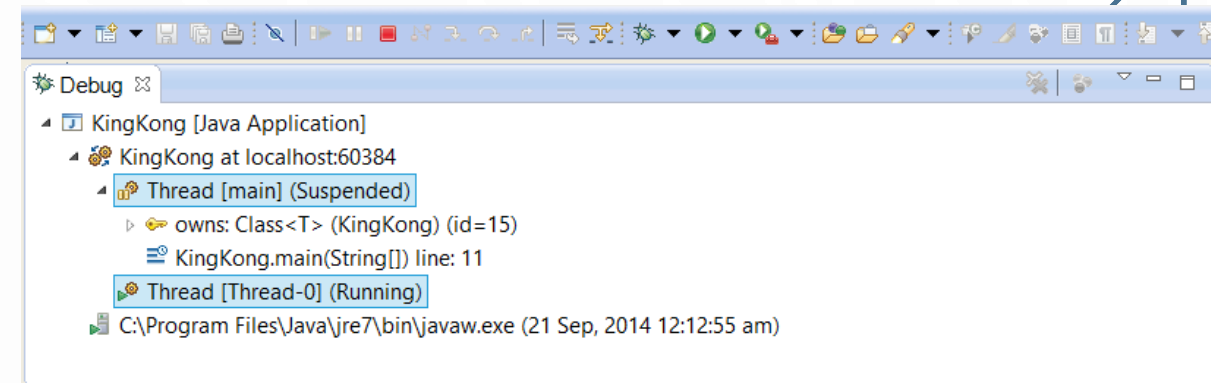 Debug
KingKong [Java Application]
KingKong at localhost:60384
Thread [main] (Suspended)
owns: Class<T> (KingKong) (id=15)
KingKong.main(String[]) line: 11
Thread [Thread-0] (Running)
C:\Program Files\Java\jre7\bin\javaw.exe (21 Sep, 2014 12:12:55 am)